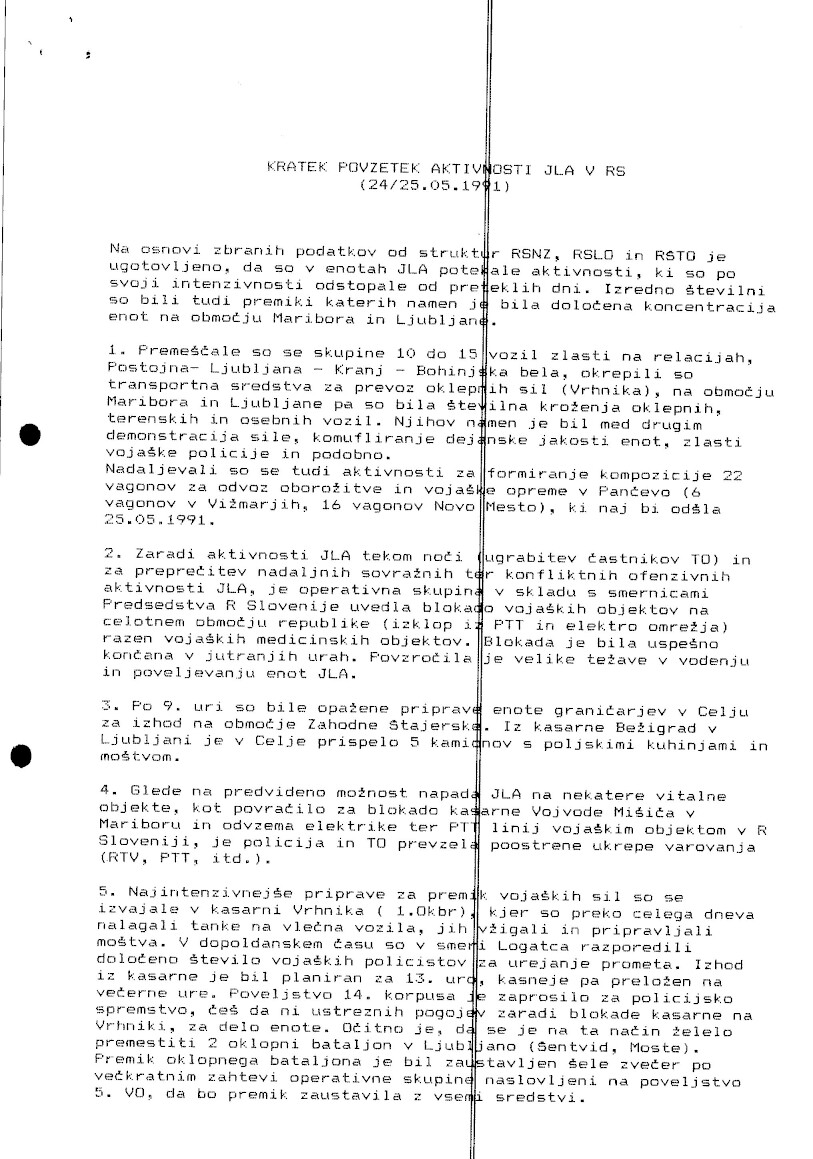 KRATEK POVZETEK AKTIVNOSTI JLA V RS
(24/25.05.1991)
Na osnovi zbranih podatkov od struktur RSNZ, RSLO in RSTO je
ugotovljeno, da so v enotah JLA potekale aktivnosti, ki so po
svoji intenzivnosti odstopale od preteklih dni. Izredno številni
so bili tudi premiki katerih namen je bila določena koncentracija
enot na območju Maribora in Ljubljane.
1. Premeščale so se skupine 10 do 15 vozil zlasti na relacijah,
Postojna- Ljubljana - Kranj - Bohinjska bela, okrepili so
transportna sredstva za prevoz oklepnih sil (Vrhnika), na območju
Maribora in Ljubljane pa so bila številna kroženja oklepnih,
terenskih in osebnih vozil. Njihov namen je bil med drugim
demonstracija sile, komufliranje dejanske jakosti enot, zlasti
vojaške policije in podobno.
Nadaljevali so se tudi aktivnosti za formiranje kompozicije 22
vagonov za odvoz oborožitve in vojaške opreme v Pančevo (6
vagonov v Vižmarjih, 16 vagonov Novo Mesto), ki naj bi odšla
25.05.1991.
2. Zaradi aktivnosti JLA tekom noči (ugrabitev častnikov TO) in
za preprečitev nadaljnih sovražnih ter konfliktnih ofenzivnih
aktivnosti JLA, je operativna skupina v skladu s smernicami
Predsedstva R Slovenije uvedla blokado vojaških objektov na
celotnem območju republike (izklop iz PTT in elektro omrežja)
razen vojaških medicinskih objektov. Blokada je bila uspešno
končana v jutranjih urah. Povzročila je velike težave v vodenju
in poveljevanju enot JLA.
3. Po 9. uri so bile opažene priprave enote graničarjev v Celju
za izhod na območje Zahodne Štajerske. Iz kasarne Bežigrad v
Ljubljani je v Celje prispelo 5 kamionov s poljskimi kuhinjami in
moštvom.
4. Glede na predvideno možnost napada JLA na nekatere vitalne
objekte, kot povračilo za blokado kasarne Vojvode Mišića v
Mariboru in odvzema elektrike ter PTT linij vojaškim objektom v R
Sloveniji, je policija in TO prevzela poostrene ukrepe varovanja
(RTV, PTT, itd.).
5. Najintenzivnejše priprave za premik vojaških sil so se
izvajale v kasarni Vrhnika ( 1.Okbr), kjer so preko celega dneva
nalagali tanke na vlečna vozila, jih vžigali in pripravljali
moštva. V dopoldanskem času so v smeri Logatca razporedili
določeno število vojaških policistov za urejanje prometa. Izhod
iz kasarne je bil planiran za 13. uro, kasneje pa preložen na
večerne ure. Poveljstvo 14. korpusa je zaprosilo za policijsko
spremstvo, češ da ni ustreznih pogojev zaradi blokade kasarne na
Vrhniki, za delo enote. Očitno je, da se je na ta način želelo
premestiti 2 oklopni bataljon v Ljubljano (Šentvid, Moste).
Premik oklopnega bataljona je bil zaustavljen šele zvečer po
večkratnim zahtevi operativne skupine naslovljeni na poveljstvo
5. VO, da bo premik zaustavila z vsemi sredstvi.